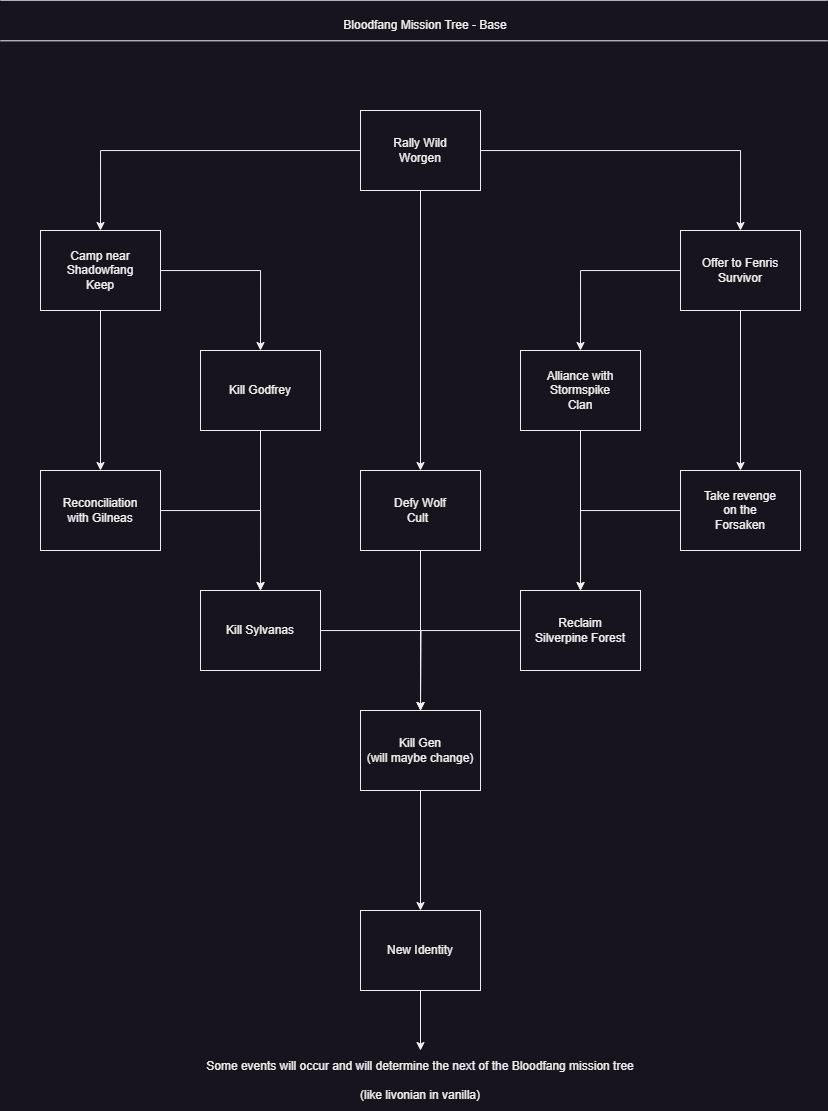 Bloodfang Mission Tree - Base
Rally Wild
Worgen
Camp near
Shadowfang
Keep
Offer to Fenris
Survivor
Kill Godfrey
Alliance with
Stormspike
Clan
Reconciliation
with Gilneas
Defy Wolf
Cult
Take revenge
on the
Forsaken
Kill Sylvanas
Reclaim
Silverpine Forest
Kill Gen
(will maybe change)
New Identity
Some events will occur and will determine the next of the Bloodfang mission tree
(like livonian in vanilla)